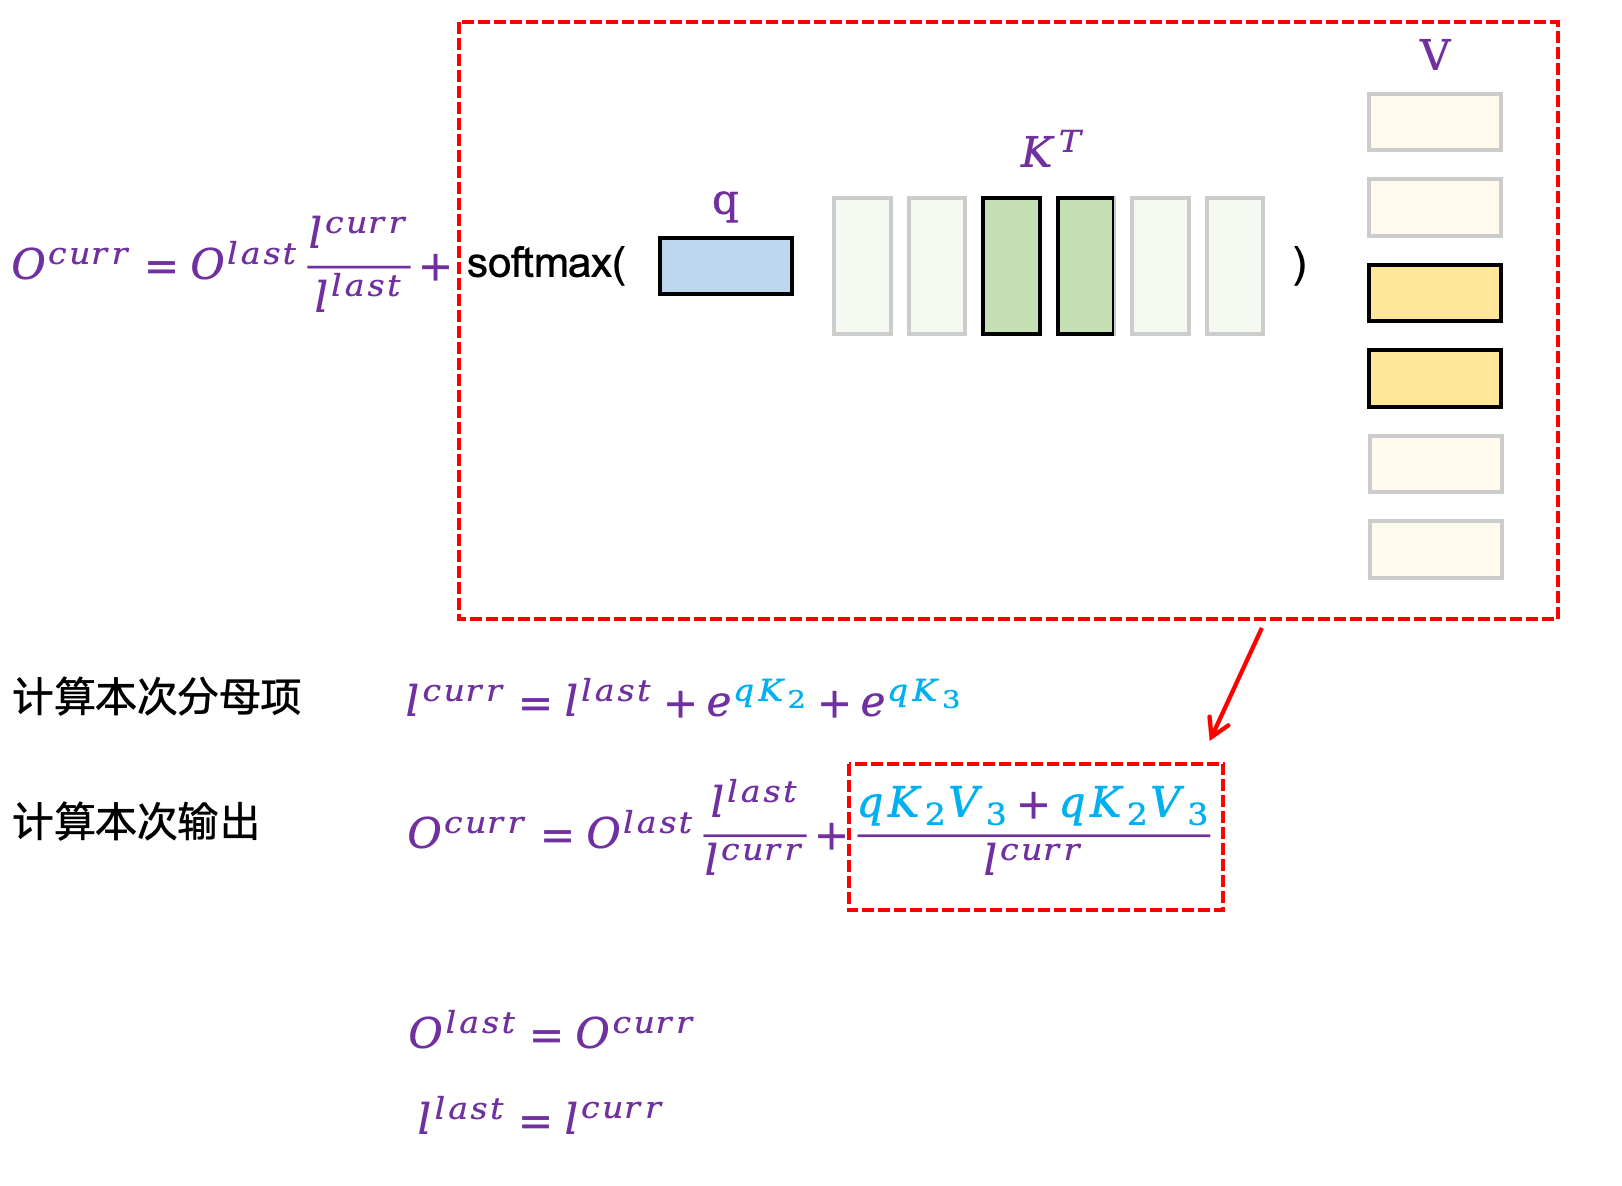 V
K^T
q
O^{curr} = O^{last} \frac{l^{curr}}{l^{last}} + softmax( )
计算本次分母项 l^{curr} = l^{last} + e^{qK_2} + e^{qK_3}
计算本次输出 O^{curr} = O^{last} \frac{l^{last}}{l^{curr}} + \frac{qK_2V_3 + qK_2V_3}{l^{curr}}
O^{last} = O^{curr}
l^{last} = l^{curr}